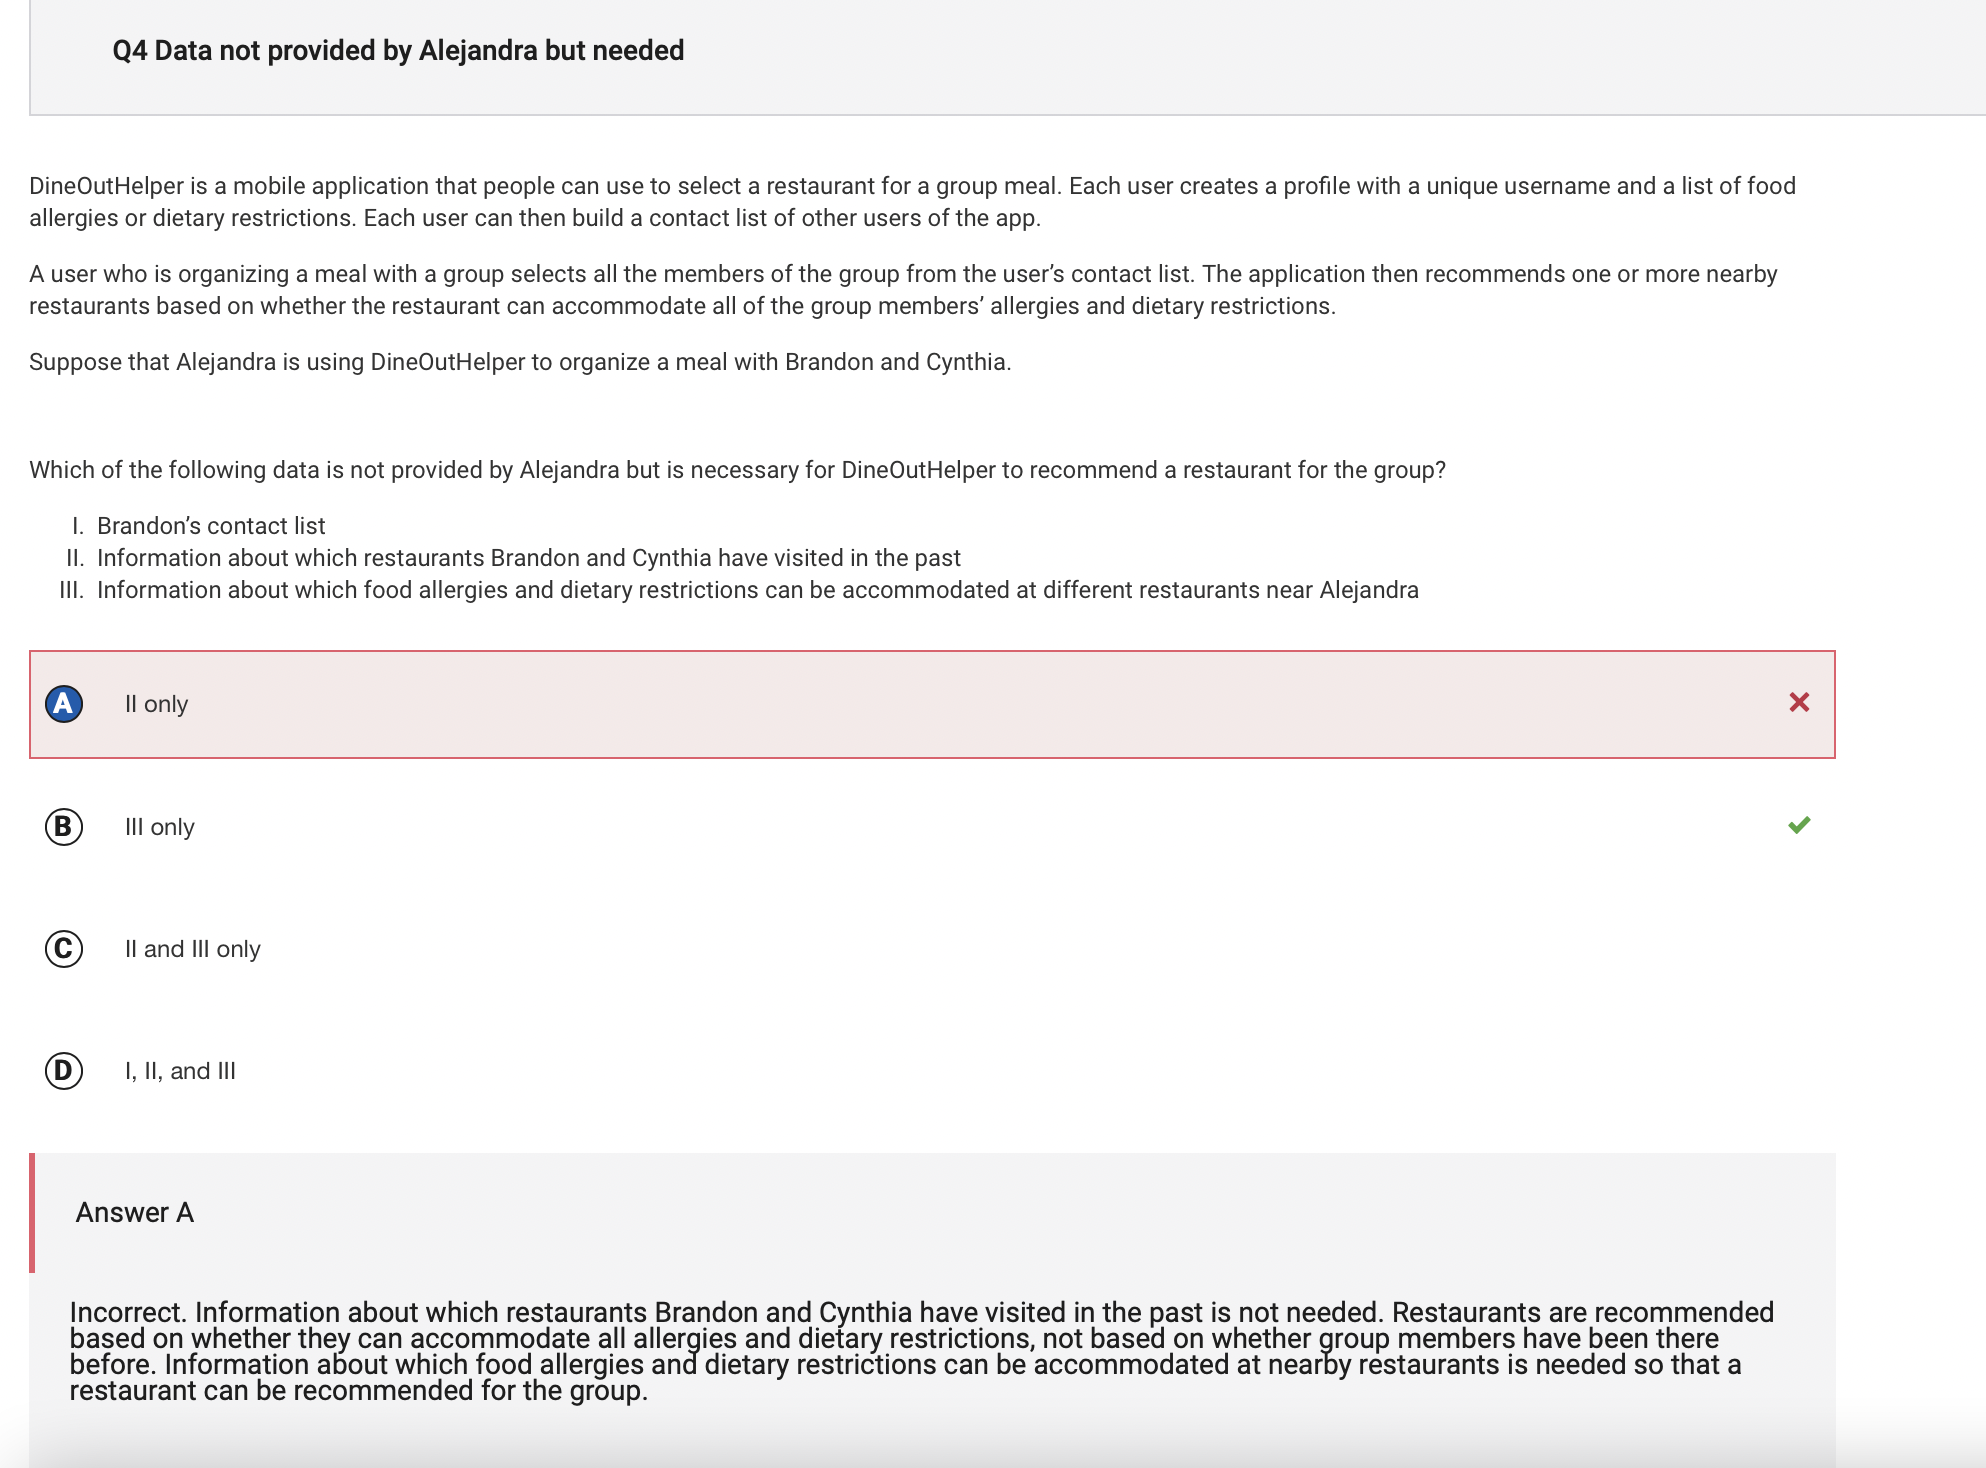 Q4 Data not provided by Alejandra but needed
DineOutHelper is a mobile application that people can use to select a restaurant for a group meal. Each user creates a profile with a unique username and a list of food
allergies or dietary restrictions. Each user can then build a contact list of other users of the app.
A user who is organizing a meal with a group selects all the members of the group from the user’s contact list. The application then recommends one or more nearby
restaurants based on whether the restaurant can accommodate all of the group members’ allergies and dietary restrictions.
Suppose that Alejandra is using DineOutHelper to organize a meal with Brandon and Cynthia.
Which of the following data is not provided by Alejandra but is necessary for DineOutHelper to recommend a restaurant for the group?
I. Brandon’s contact list
II. Information about which restaurants Brandon and Cynthia have visited in the past
III. Information about which food allergies and dietary restrictions can be accommodated at different restaurants near Alejandra
A II only
B III only
C II and III only
D I, II, and III
Answer A
Incorrect. Information about which restaurants Brandon and Cynthia have visited in the past is not needed. Restaurants are recommended
based on whether they can accommodate all allergies and dietary restrictions, not based on whether group members have been there
before. Information about which food allergies and dietary restrictions can be accommodated at nearby restaurants is needed so that a
restaurant can be recommended for the group.